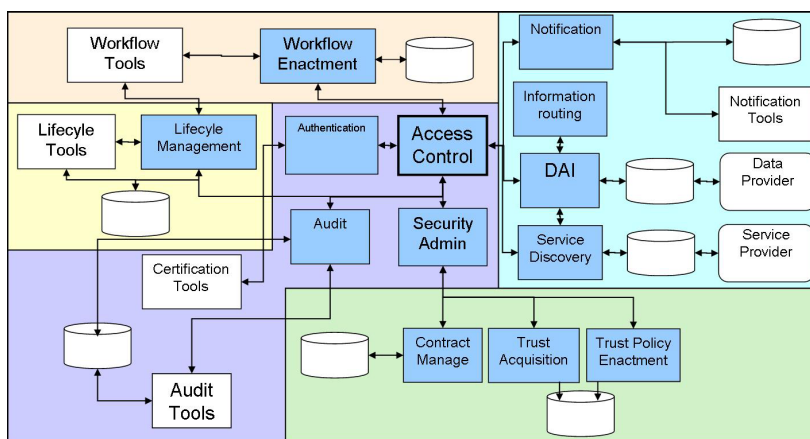 Workflow
Tools
Workflow
Enactment
Notification
Notification
Tools
Information
routing
Lifecyle
Tools
Lifecyle
Management
Authentication
Access
Control
DAI
Data
Provider
Audit
Security
Admin
Service
Discovery
Service
Provider
Certification
Tools
Contract
Manage
Trust
Acquisition
Trust Policy
Enactment
Audit
Tools